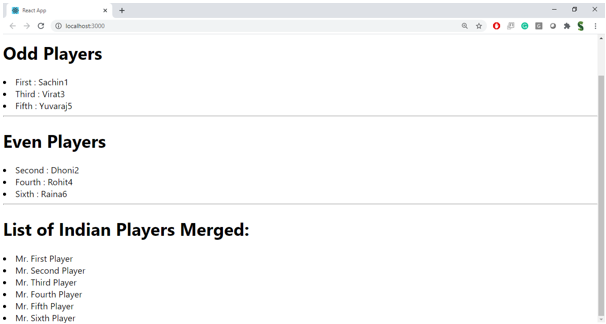 React App
localhost:3000
Odd Players
First : Sachin1
Third : Virat3
Fifth : Yuvaraj5
Even Players
Second : Dhoni2
Fourth : Rohit4
Sixth : Raina6
List of Indian Players Merged:
Mr. First Player
Mr. Second Player
Mr. Third Player
Mr. Fourth Player
Mr. Fifth Player
Mr. Sixth Player